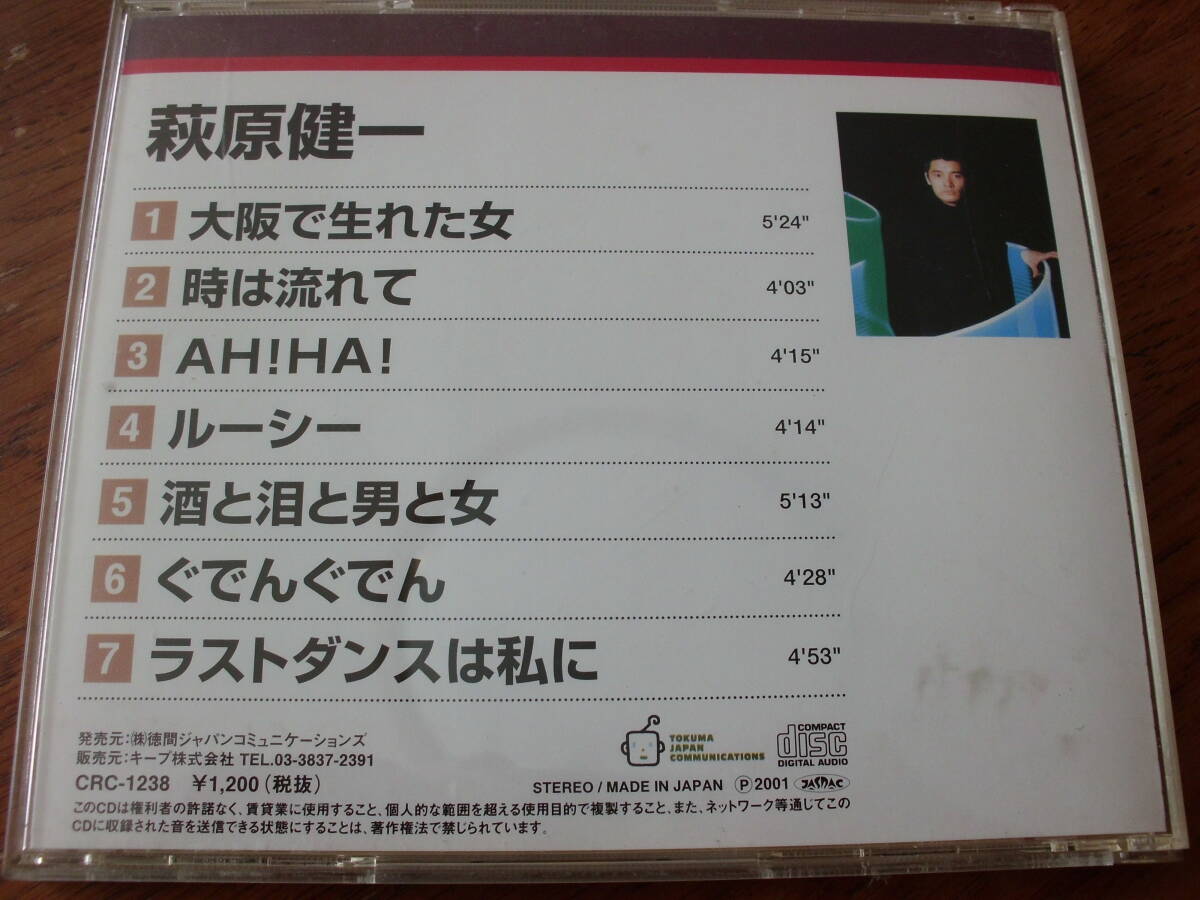 萩原健一
1 大阪で生れた女 5'24"
2 時は流れて 4'03"
3 AH!HA! 4'15"
4 ルーシー 4'14"
5 酒と泪と男と女 5'13"
6 ぐでんぐでん 4'28"
7 ラストダンスは私に 4'53"
発売元:㈱徳間ジャパンコミュニケーションズ
販売元:キープ株式会社 TEL.03-3837-2391
CRC-1238 ¥1,200(税抜)
TOKUMA
JAPAN
COMMUNICATIONS
COMPACT
disc
DIGITAL AUDIO
STEREO/MADE IN JAPAN Ⓟ2001 JASRAC
このCDは権利者の許諾なく、賃貸業に使用すること、個人的な範囲を超える使用目的で複製すること、また、ネットワーク等通じてこの
CDに収録された音を送信できる状態にすることは、著作権法で禁じられています。